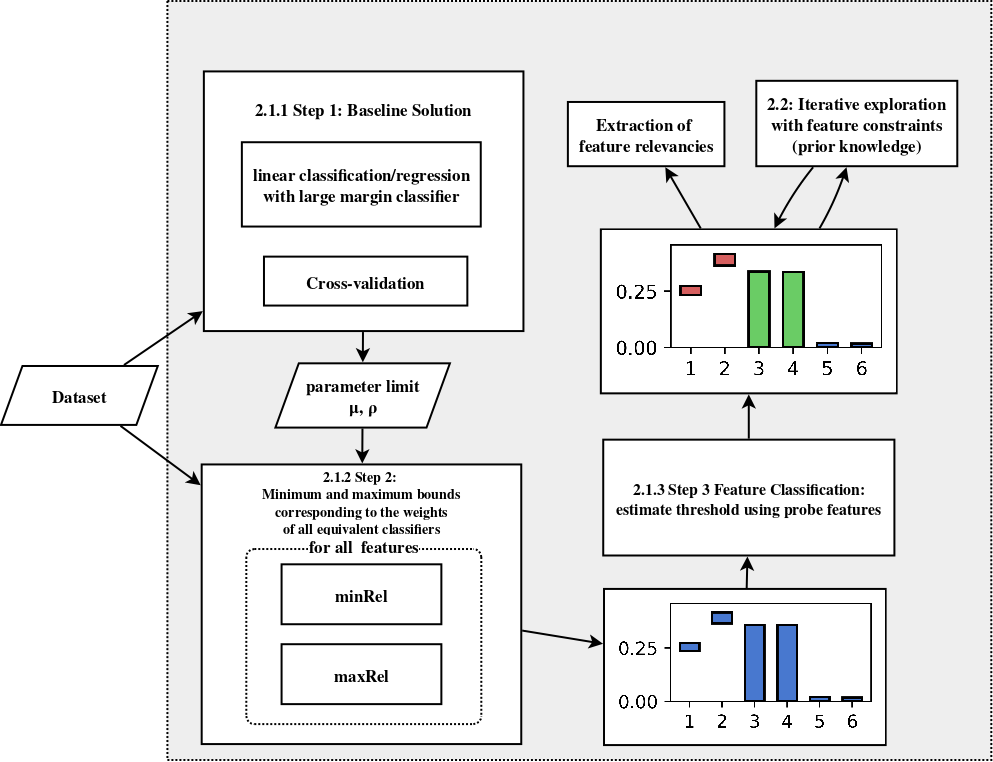 2.1.1 Step 1: Baseline Solution
linear classification/regression
with large margin classifier
Cross-validation
Dataset
parameter limit
μ, ρ
2.1.2 Step 2:
Minimum and maximum bounds
corresponding to the weights
of all equivalent classifiers
for all features
minRel
maxRel
0.25
0.00
1 2 3 4 5 6
2.1.3 Step 3 Feature Classification:
estimate threshold using probe features
0.25
0.00
1 2 3 4 5 6
Extraction of
feature relevancies
2.2: Iterative exploration
with feature constraints
(prior knowledge)